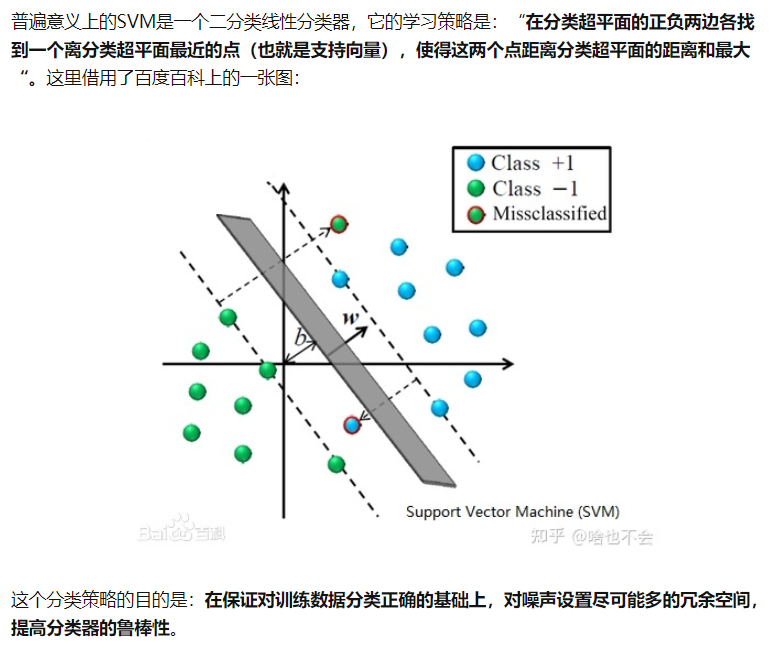 普遍意义上的SVM是一个二分类线性分类器，它的学习策略是：“在分类超平面的正负两边各找
到一个离分类超平面最近的点（也就是支持向量），使得这两个点距离分类超平面的距离和最大
“。这里借用了百度百科上的一张图：
Class +1
Class −1
Missclassified
w
b
Support Vector Machine (SVM)
Bai百科
知乎 @啥也不会
这个分类策略的目的是：在保证对训练数据分类正确的基础上，对噪声设置尽可能多的冗余空间，
提高分类器的鲁棒性。